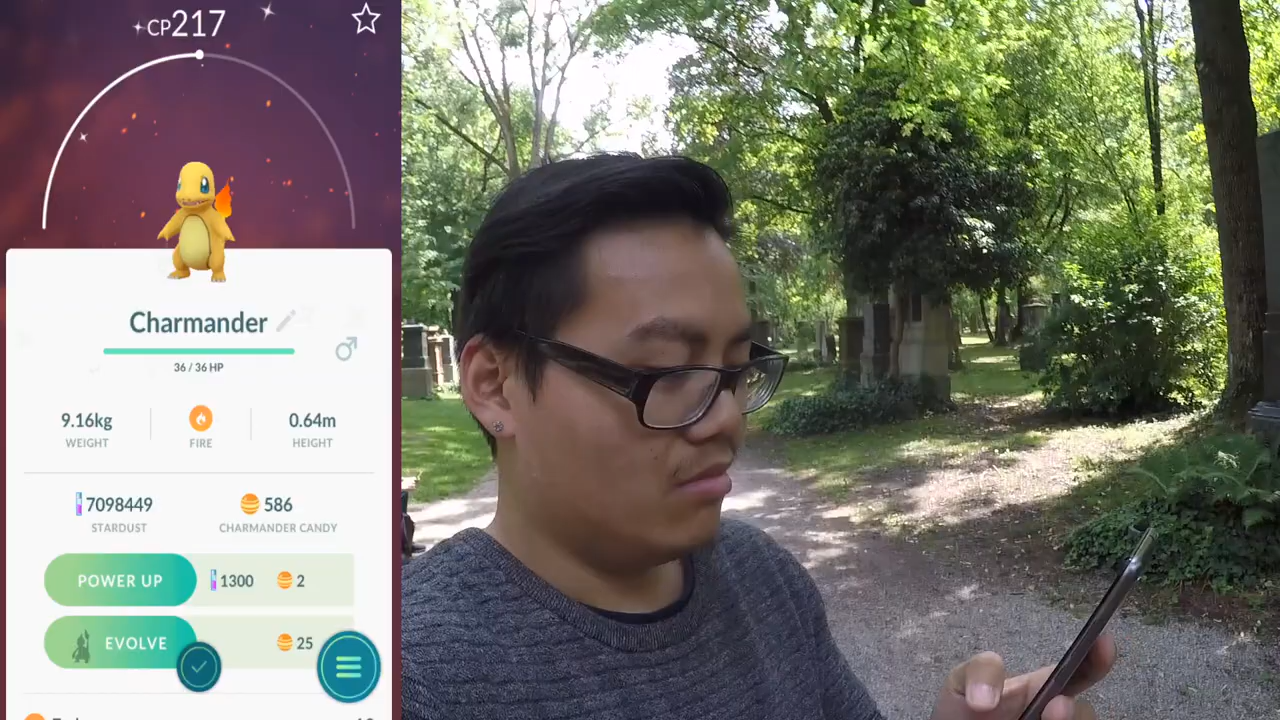 CP217
Charmander
36 / 36 HP
9.16kg
WEIGHT
FIRE
0.64m
HEIGHT
7098449
STARDUST
586
CHARMANDER CANDY
POWER UP 1300 2
EVOLVE 25